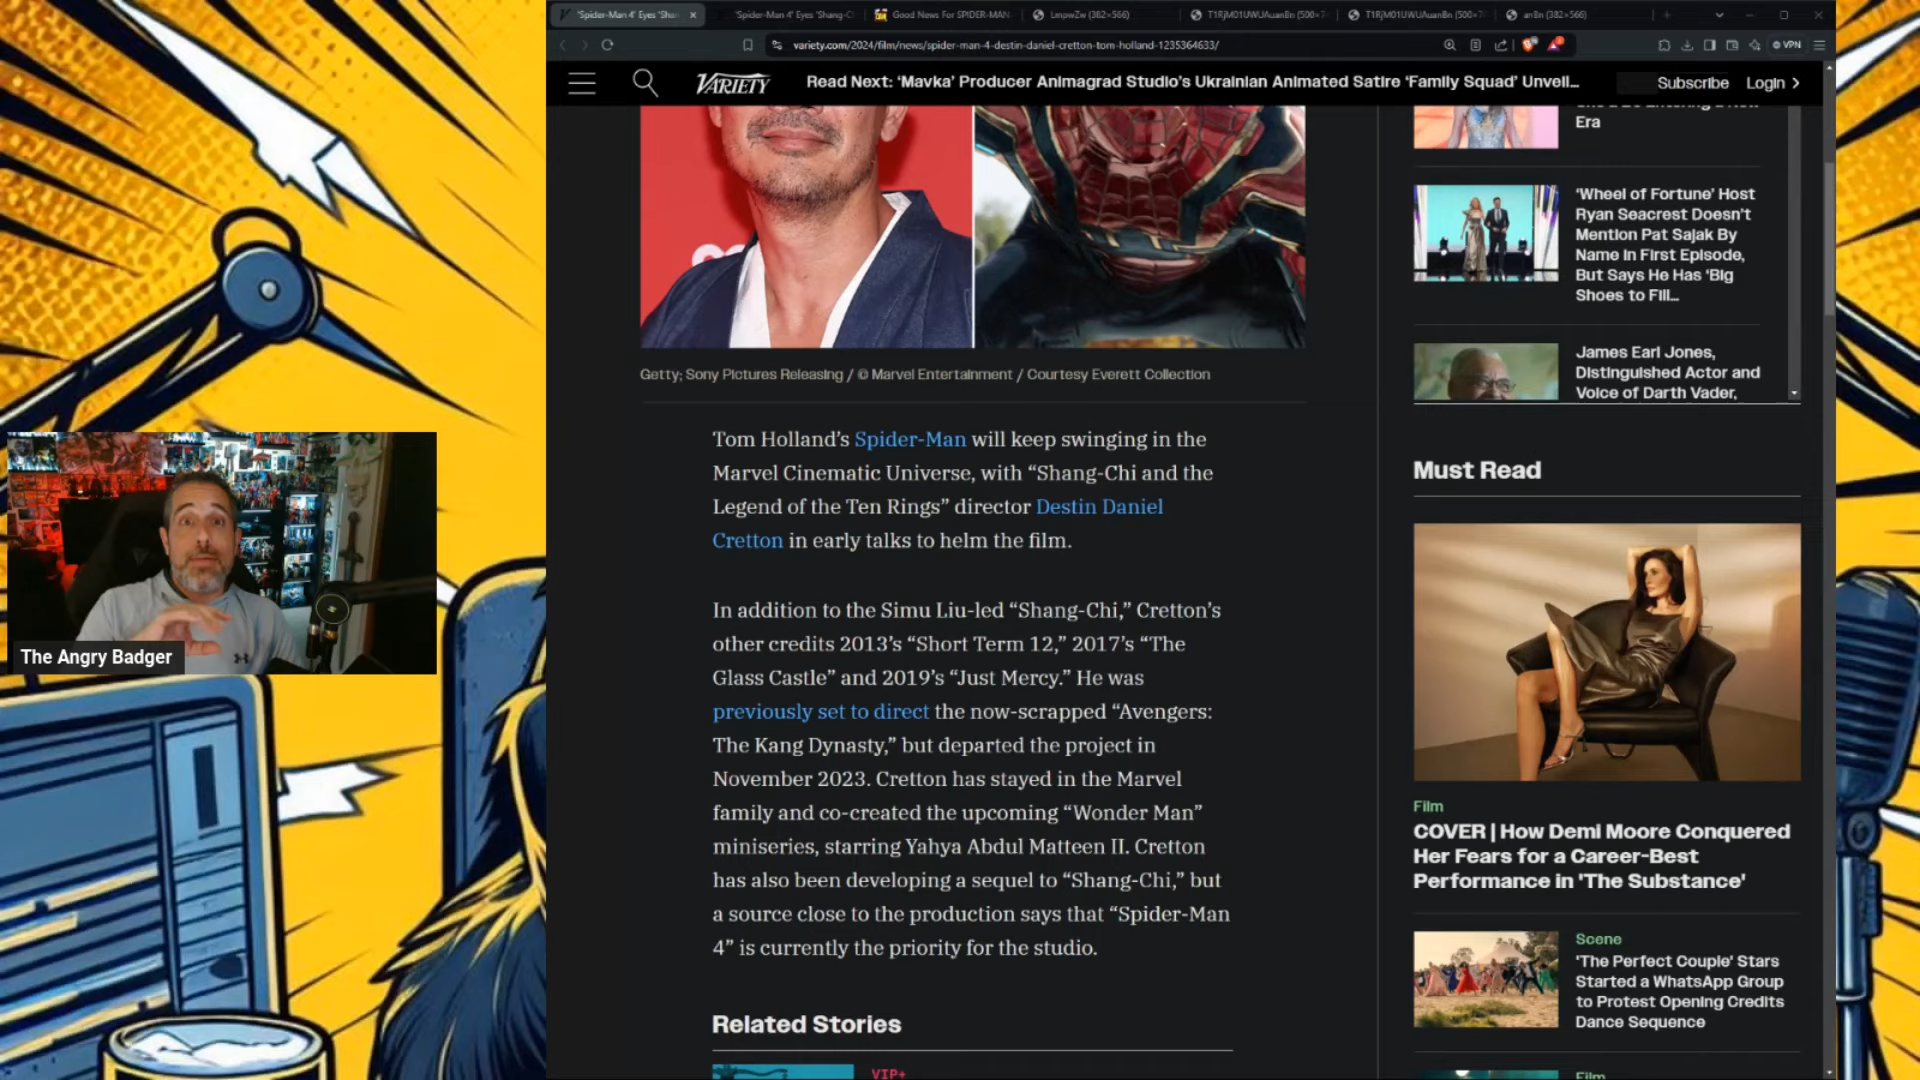 'Spider-Man 4' Eyes 'Shan
'Spider-Man 4' Eyes 'Shang-C
Good News For SPIDER-MAN
LmpwZw (382×566)
T1RjM01UWUAuanBn (500×7
T1RjM01UWUAuanBn (500×7
anBn (382×566)
variety.com/2024/film/news/spider-man-4-destin-daniel-cretton-tom-holland-1235364633/
VPN
VARIETY
Read Next: ‘Mavka’ Producer Animagrad Studio’s Ukrainian Animated Satire ‘Family Squad’ Unveil...
Subscribe
Login
Getty; Sony Pictures Releasing / © Marvel Entertainment / Courtesy Everett Collection
Tom Holland’s Spider-Man will keep swinging in the
Marvel Cinematic Universe, with “Shang-Chi and the
Legend of the Ten Rings” director Destin Daniel
Cretton in early talks to helm the film.
In addition to the Simu Liu-led “Shang-Chi,” Cretton’s
other credits 2013’s “Short Term 12,” 2017’s “The
Glass Castle” and 2019’s “Just Mercy.” He was
previously set to direct the now-scrapped “Avengers:
The Kang Dynasty,” but departed the project in
November 2023. Cretton has stayed in the Marvel
family and co-created the upcoming “Wonder Man”
miniseries, starring Yahya Abdul Matteen II. Cretton
has also been developing a sequel to “Shang-Chi,” but
a source close to the production says that “Spider-Man
4” is currently the priority for the studio.
Related Stories
VIP+
Era
‘Wheel of Fortune’ Host
Ryan Seacrest Doesn’t
Mention Pat Sajak By
Name in First Episode,
But Says He Has ‘Big
Shoes to Fill...
James Earl Jones,
Distinguished Actor and
Voice of Darth Vader,
Must Read
Film
COVER | How Demi Moore Conquered
Her Fears for a Career-Best
Performance in 'The Substance'
Scene
'The Perfect Couple' Stars
Started a WhatsApp Group
to Protest Opening Credits
Dance Sequence
Film
The Angry Badger